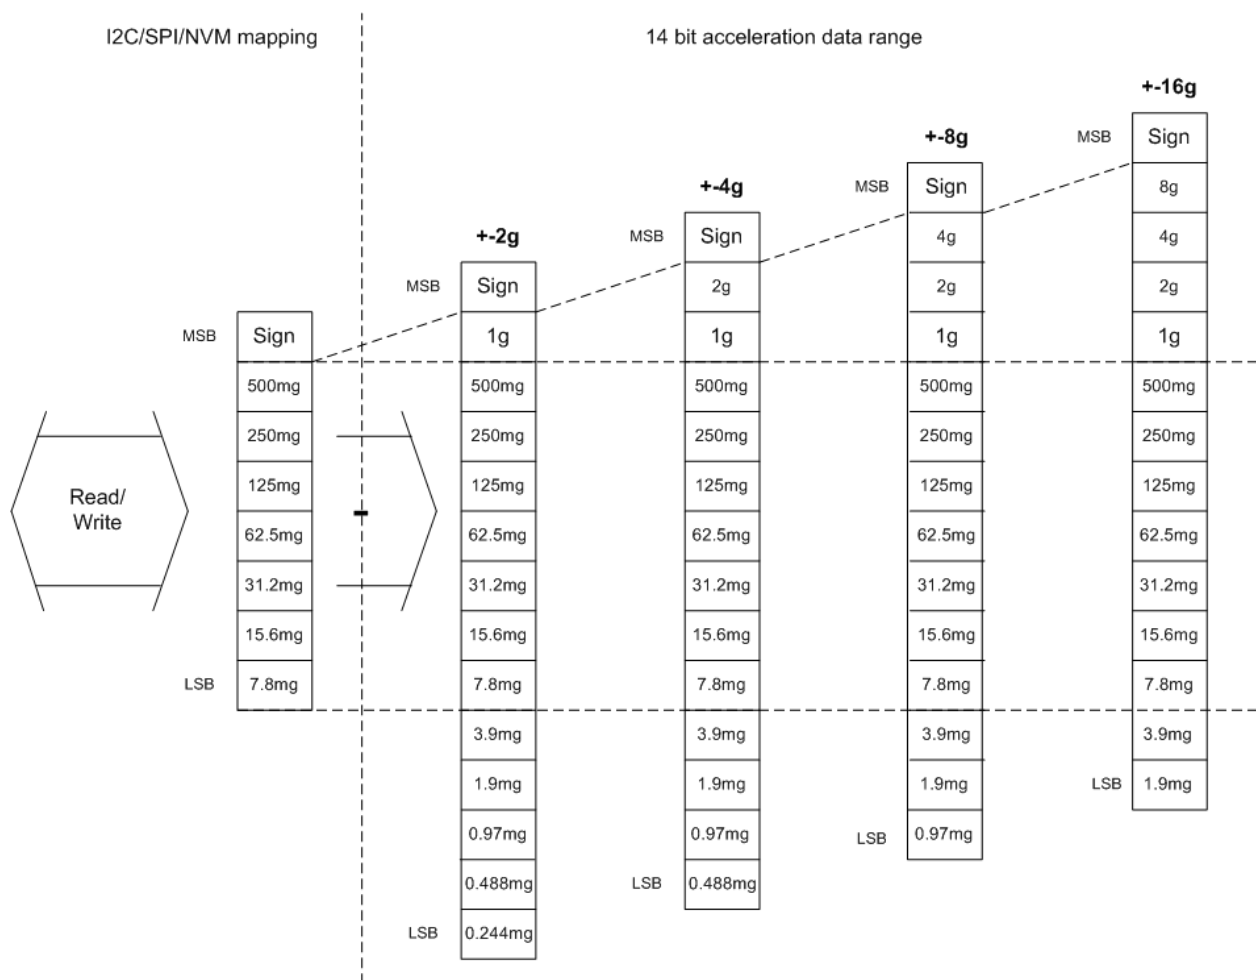 I2C/SPI/NVM mapping
14 bit acceleration data range
+-16g
MSB Sign
+-8g
8g
MSB Sign
+-4g
4g 4g
MSB Sign
+-2g
2g 2g 2g
MSB Sign
MSB Sign 1g 1g 1g 1g
500mg 500mg 500mg 500mg 500mg
250mg 250mg 250mg 250mg 250mg
125mg 125mg 125mg 125mg 125mg
Read/
Write
62.5mg 62.5mg 62.5mg 62.5mg 62.5mg
31.2mg 31.2mg 31.2mg 31.2mg 31.2mg
15.6mg 15.6mg 15.6mg 15.6mg 15.6mg
LSB 7.8mg 7.8mg 7.8mg 7.8mg 7.8mg
3.9mg 3.9mg 3.9mg 3.9mg
1.9mg 1.9mg 1.9mg LSB 1.9mg
0.97mg 0.97mg LSB 0.97mg
0.488mg LSB 0.488mg
LSB 0.244mg